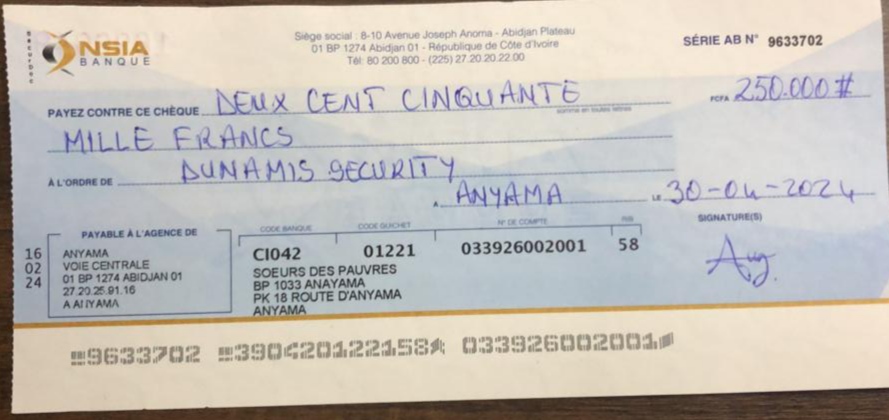 NSIA
BANQUE
Siège social : 8-10 Avenue Joseph Anoma - Abidjan Plateau
01 BP 1274 Abidjan 01 - République de Côte d'Ivoire
Tél: 80 200 800 - (225) 27.20.20.22.00
SÉRIE AB N° 9633702
PAYEZ CONTRE CE CHÈQUE DEUX CENT CINQUANTE FCFA 250.000#
somme en toutes lettres
MILLE FRANCS
À L'ORDRE DE DUNAMIS SECURITY
A ANYAMA LE 30-04-2024
SIGNATURE(S)
PAYABLE À L'AGENCE DE
ANYAMA
VOIE CENTRALE
01 BP 1274 ABIDJAN 01
27.20.25.91.16
A ANYAMA
16
02
24
CODE BANQUE CODE GUICHET N° DE COMPTE RIB
CI042 01221 033926002001 58
SOEURS DES PAUVRES
BP 1033 ANAYAMA
PK 18 ROUTE D'ANYAMA
ANYAMA
9633702 390420122158 033926002001